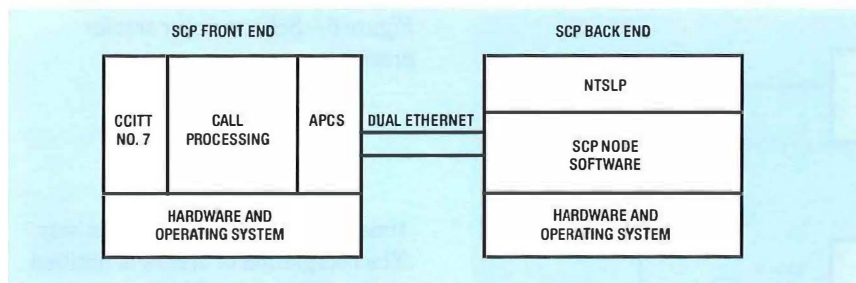 SCP FRONT END
CCITT
NO. 7
CALL
PROCESSING
APCS
HARDWARE AND
OPERATING SYSTEM
DUAL ETHERNET
SCP BACK END
NTSLP
SCP NODE
SOFTWARE
HARDWARE AND
OPERATING SYSTEM